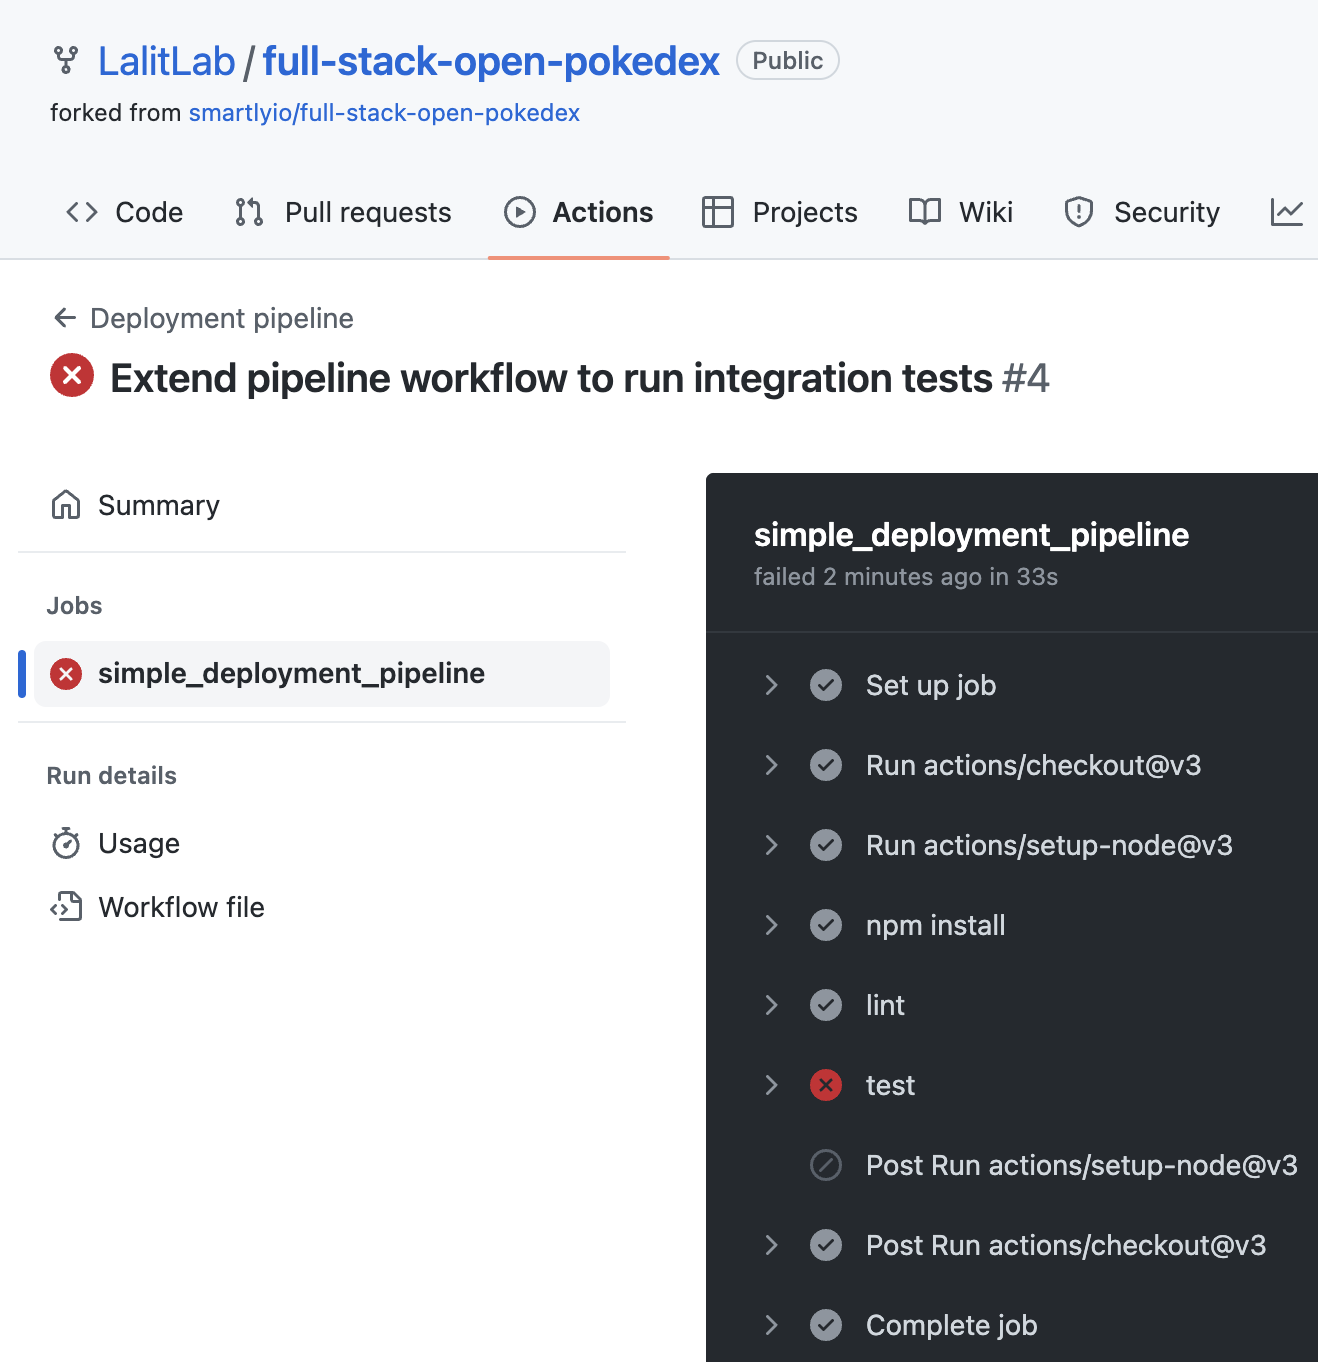 LalitLab / full-stack-open-pokedex Public
forked from smartlyio/full-stack-open-pokedex
Code Pull requests Actions Projects Wiki Security
Deployment pipeline
Extend pipeline workflow to run integration tests #4
Summary
Jobs
simple_deployment_pipeline
Run details
Usage
Workflow file
simple_deployment_pipeline
failed 2 minutes ago in 33s
Set up job
Run actions/checkout@v3
Run actions/setup-node@v3
npm install
lint
test
Post Run actions/setup-node@v3
Post Run actions/checkout@v3
Complete job